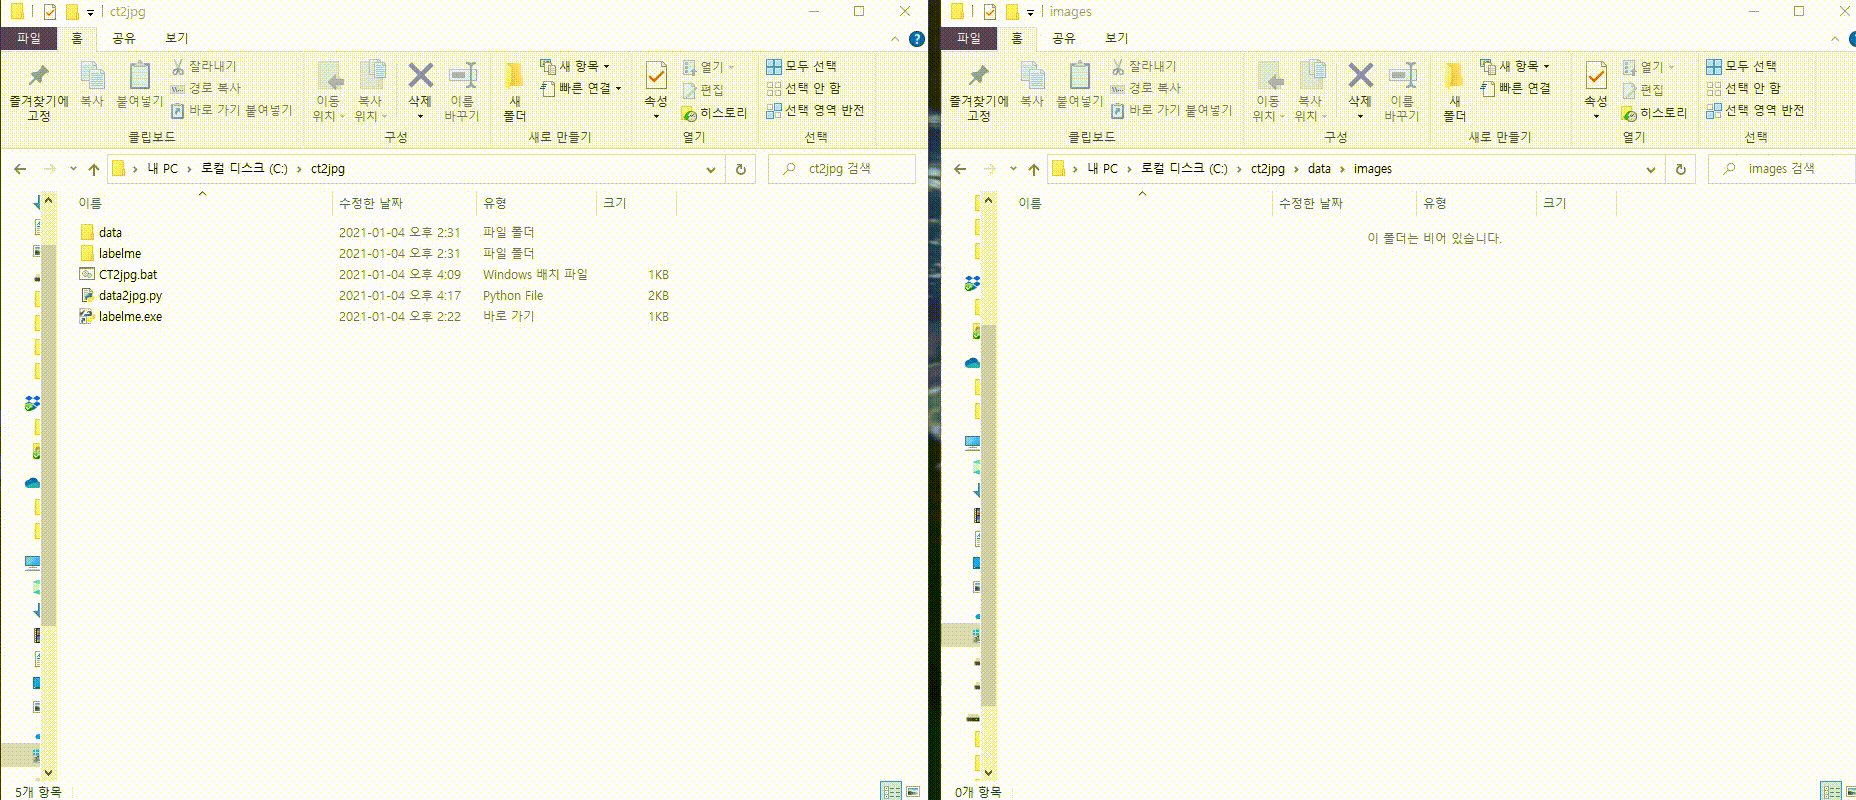 ct2jpg
파일 홈 공유 보기
즐겨찾기에 고정
복사
붙여넣기
잘라내기
경로 복사
바로 가기 붙여넣기
클립보드
이동 위치
복사 위치
삭제
이름 바꾸기
구성
새 폴더
새 항목
빠른 연결
새로 만들기
속성
열기
편집
히스토리
열기
모두 선택
선택 안 함
선택 영역 반전
선택
내 PC > 로컬 디스크 (C:) > ct2jpg
ct2jpg 검색
이름 수정한 날짜 유형 크기
data 2021-01-04 오후 2:31 파일 폴더
labelme 2021-01-04 오후 2:31 파일 폴더
CT2jpg.bat 2021-01-04 오후 4:09 Windows 배치 파일 1KB
data2jpg.py 2021-01-04 오후 4:17 Python File 2KB
labelme.exe 2021-01-04 오후 2:22 바로 가기 1KB
5개 항목
images
파일 홈 공유 보기
즐겨찾기에 고정
복사
붙여넣기
잘라내기
경로 복사
바로 가기 붙여넣기
클립보드
이동 위치
복사 위치
삭제
이름 바꾸기
구성
새 폴더
새 항목
빠른 연결
새로 만들기
속성
열기
편집
히스토리
열기
모두 선택
선택 안 함
선택 영역 반전
선택
내 PC > 로컬 디스크 (C:) > ct2jpg > data > images
images 검색
이름 수정한 날짜 유형 크기
이 폴더는 비어 있습니다.
0개 항목